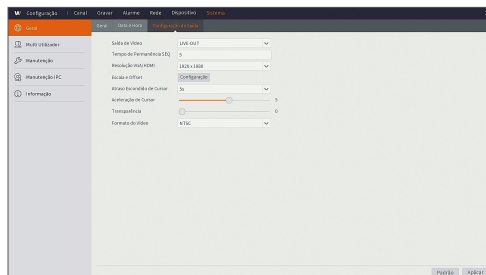 W Configuração | Canal Gravar Alarme Rede Dispositivo Sistema
Geral
Geral Data e Hora Configuração de Saída
Multi Utilizador
Manutenção
Manutenção IPC
Informação
Saída de Vídeo LIVE-OUT
Tempo de Permanência SEQ 5
Resolução VGA/HDMI 1920 x 1080
Escala e Offset Configuração
Atraso Escondido de Cursor 5s
Aceleração de Cursor 5
Transparência 0
Formato do Vídeo NTSC
Padrão Aplicar